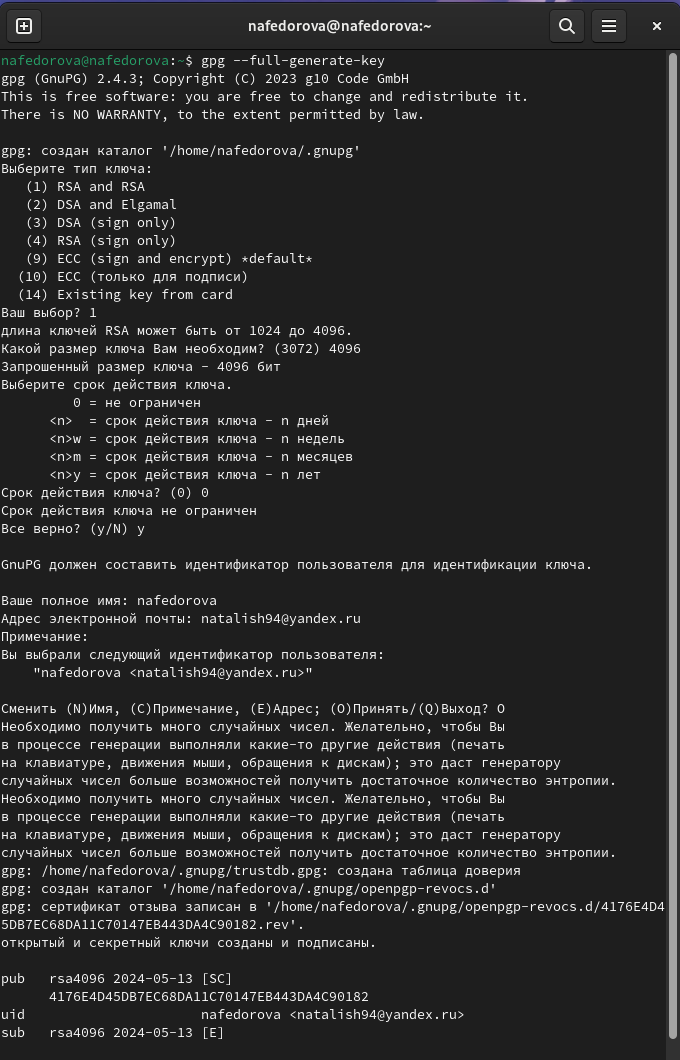 nafedorova@nafedorova:~
nafedorova@nafedorova:~$ gpg --full-generate-key
gpg (GnuPG) 2.4.3; Copyright (C) 2023 g10 Code GmbH
This is free software: you are free to change and redistribute it.
There is NO WARRANTY, to the extent permitted by law.
gpg: создан каталог '/home/nafedorova/.gnupg'
Выберите тип ключа:
(1) RSA and RSA
(2) DSA and Elgamal
(3) DSA (sign only)
(4) RSA (sign only)
(9) ECC (sign and encrypt) *default*
(10) ECC (только для подписи)
(14) Existing key from card
Ваш выбор? 1
длина ключей RSA может быть от 1024 до 4096.
Какой размер ключа Вам необходим? (3072) 4096
Запрошенный размер ключа - 4096 бит
Выберите срок действия ключа.
0 = не ограничен
<n>  = срок действия ключа - n дней
<n>w = срок действия ключа - n недель
<n>m = срок действия ключа - n месяцев
<n>y = срок действия ключа - n лет
Срок действия ключа? (0) 0
Срок действия ключа не ограничен
Все верно? (y/N) y
GnuPG должен составить идентификатор пользователя для идентификации ключа.
Ваше полное имя: nafedorova
Адрес электронной почты: natalish94@yandex.ru
Примечание:
Вы выбрали следующий идентификатор пользователя:
"nafedorova <natalish94@yandex.ru>"
Сменить (N)Имя, (C)Примечание, (E)Адрес; (O)Принять/(Q)Выход? O
Необходимо получить много случайных чисел. Желательно, чтобы Вы
в процессе генерации выполняли какие-то другие действия (печать
на клавиатуре, движения мыши, обращения к дискам); это даст генератору
случайных чисел больше возможностей получить достаточное количество энтропии.
Необходимо получить много случайных чисел. Желательно, чтобы Вы
в процессе генерации выполняли какие-то другие действия (печать
на клавиатуре, движения мыши, обращения к дискам); это даст генератору
случайных чисел больше возможностей получить достаточное количество энтропии.
gpg: /home/nafedorova/.gnupg/trustdb.gpg: создана таблица доверия
gpg: создан каталог '/home/nafedorova/.gnupg/openpgp-revocs.d'
gpg: сертификат отзыва записан в '/home/nafedorova/.gnupg/openpgp-revocs.d/4176E4D4
5DB7EC68DA11C70147EB443DA4C90182.rev'.
открытый и секретный ключи созданы и подписаны.
pub   rsa4096 2024-05-13 [SC]
4176E4D45DB7EC68DA11C70147EB443DA4C90182
uid                      nafedorova <natalish94@yandex.ru>
sub   rsa4096 2024-05-13 [E]